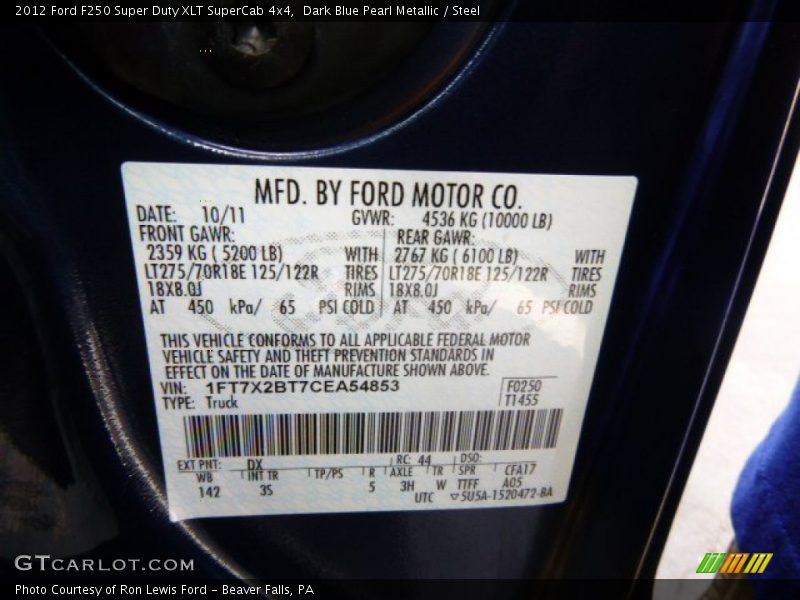 2012 Ford F250 Super Duty XLT SuperCab 4x4,  Dark Blue Pearl Metallic / Steel
MFD. BY FORD MOTOR CO.
DATE: 10/11 GVWR: 4536 KG (10000 LB)
FRONT GAWR: REAR GAWR:
2359 KG ( 5200 LB) WITH 2767 KG ( 6100 LB) WITH
LT275/70R18E 125/122R TIRES LT275/70R18E 125/122R TIRES
18X8.0J RIMS 18X8.0J RIMS
AT 450 kPa/ 65 PSI COLD AT 450 kPa/ 65 PSI COLD
THIS VEHICLE CONFORMS TO ALL APPLICABLE FEDERAL MOTOR
VEHICLE SAFETY AND THEFT PREVENTION STANDARDS IN
EFFECT ON THE DATE OF MANUFACTURE SHOWN ABOVE.
VIN: 1FT7X2BT7CEA54853 F0250
TYPE: Truck T1455
EXT PNT: DX RC: 44 DSO:
WB INT TR TP/PS R AXLE TR SPR CFA17
142 3S 5 3H W TTFF A05
UTC ▽5U5A-1520472-BA
GTCARLOT.COM
Photo Courtesy of Ron Lewis Ford - Beaver Falls, PA